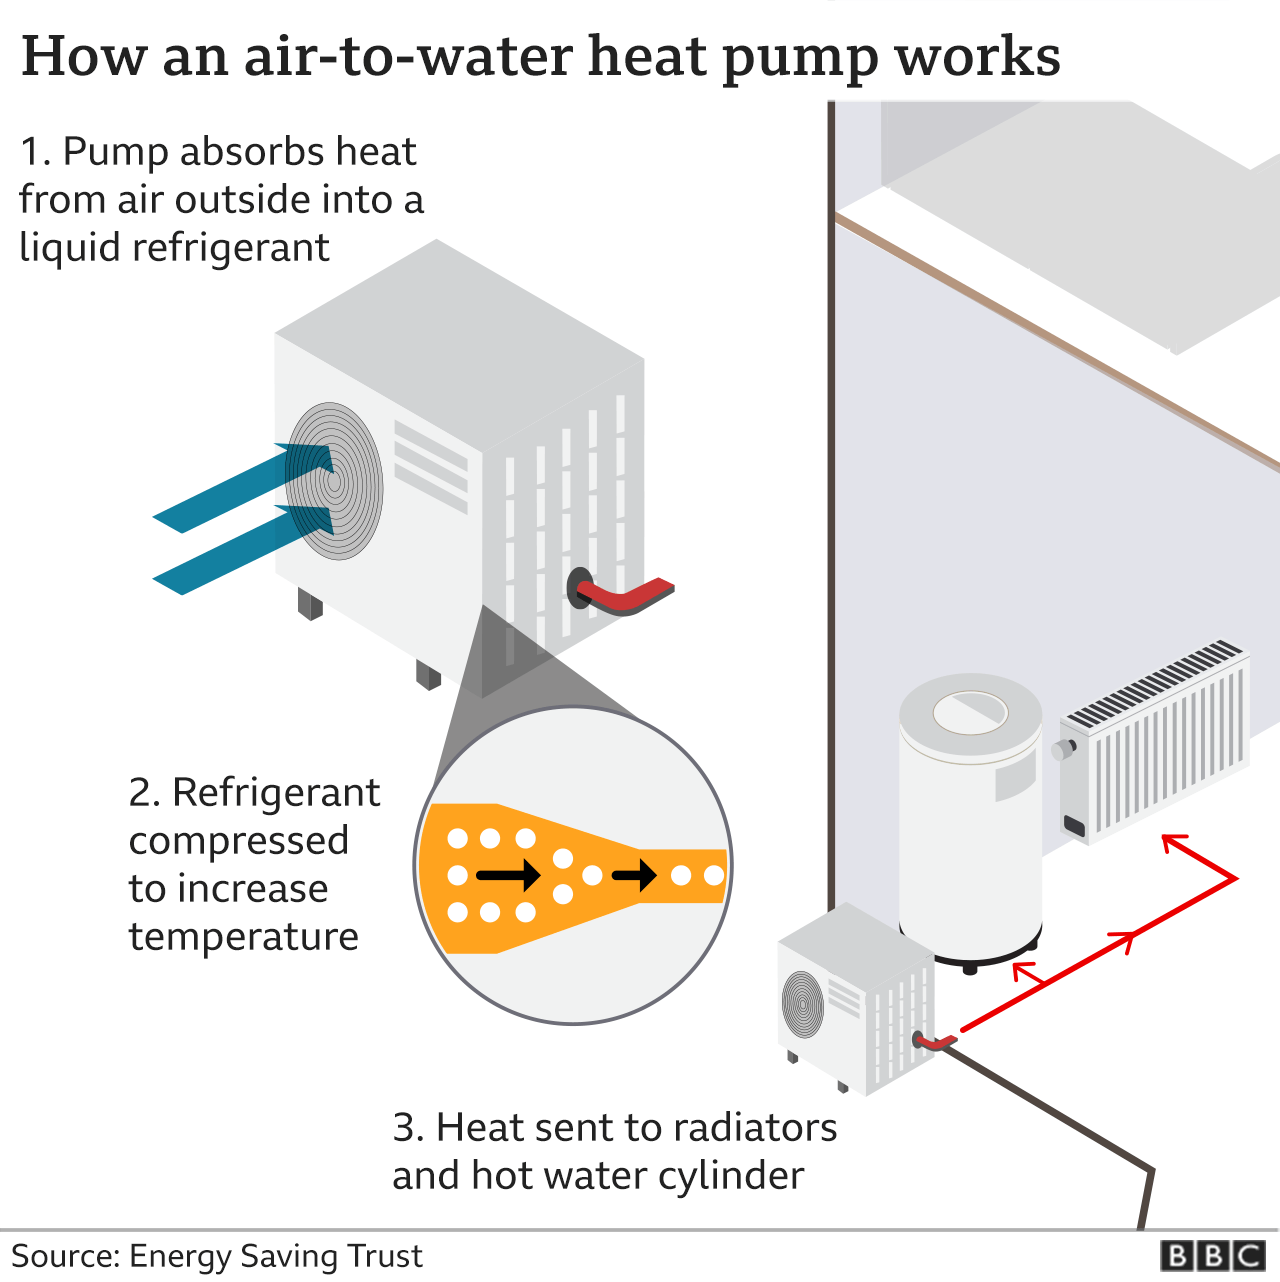 How an air-to-water heat pump works
1. Pump absorbs heat
from air outside into a
liquid refrigerant
2. Refrigerant
compressed
to increase
temperature
3. Heat sent to radiators
and hot water cylinder
Source: Energy Saving Trust
BBC